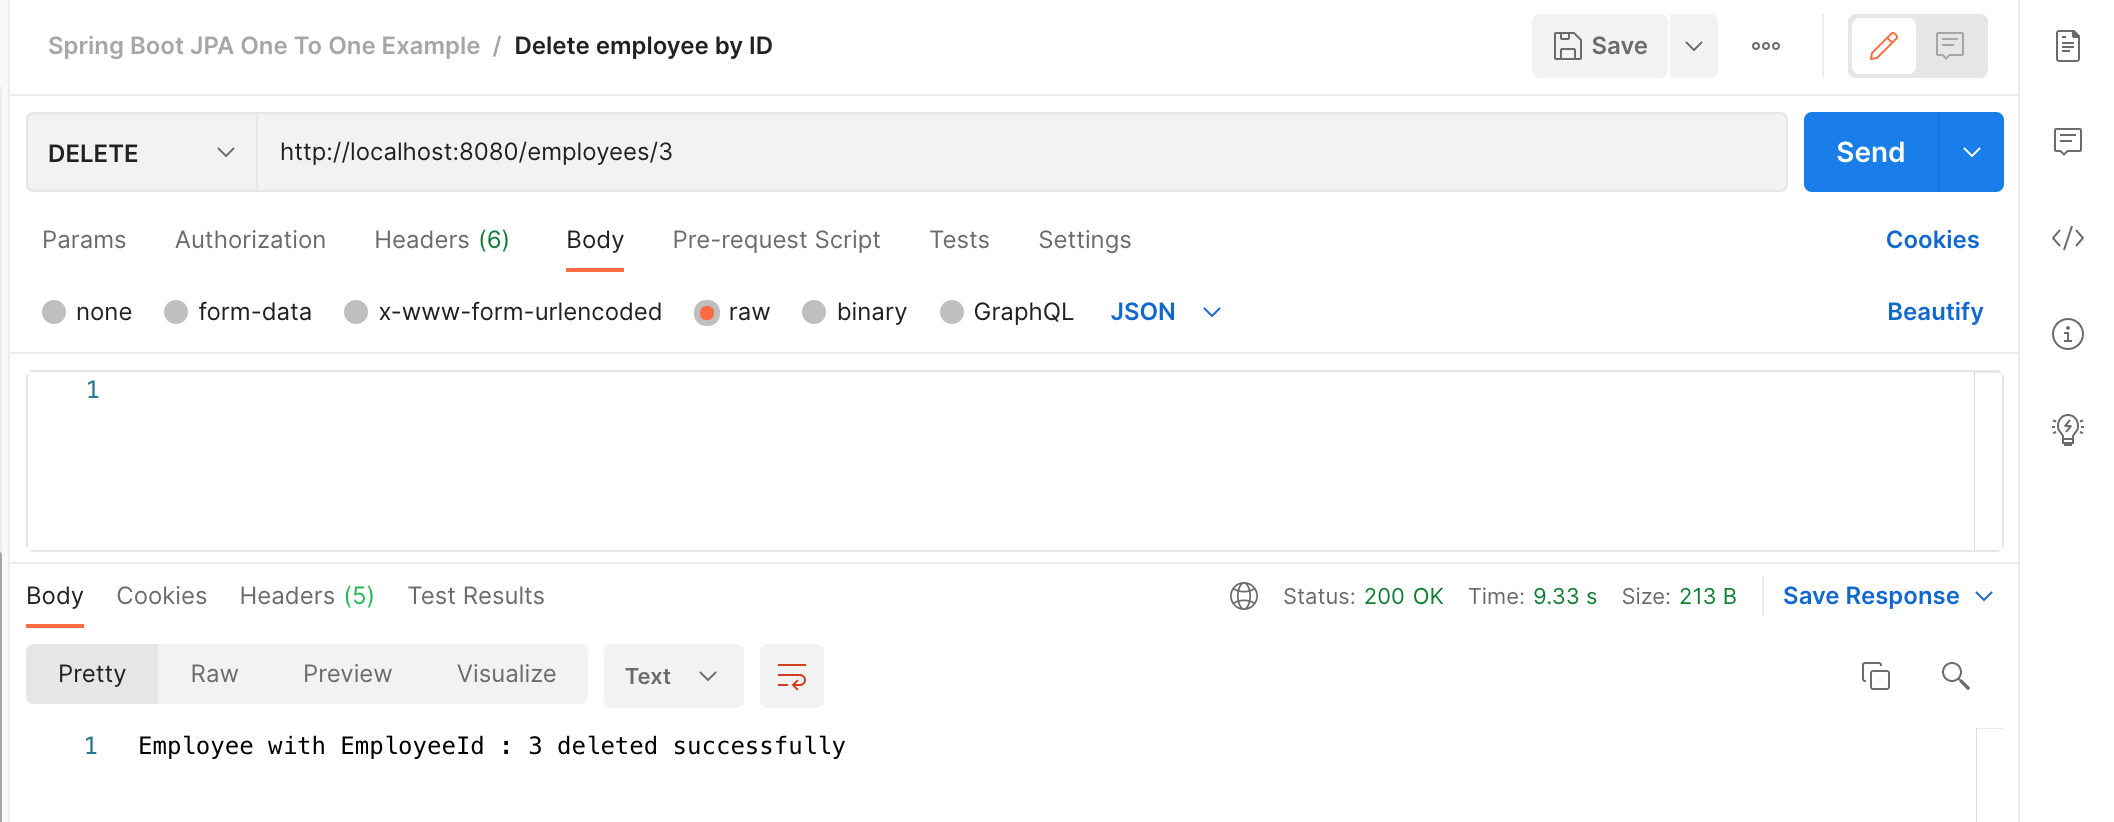 Spring Boot JPA One To One Example / Delete employee by ID
Save
DELETE
http://localhost:8080/employees/3
Send
Params Authorization Headers (6) Body Pre-request Script Tests Settings Cookies
none form-data x-www-form-urlencoded raw binary GraphQL JSON Beautify
1
Body Cookies Headers (5) Test Results Status: 200 OK Time: 9.33 s Size: 213 B Save Response
Pretty Raw Preview Visualize Text
1 Employee with EmployeeId : 3 deleted successfully